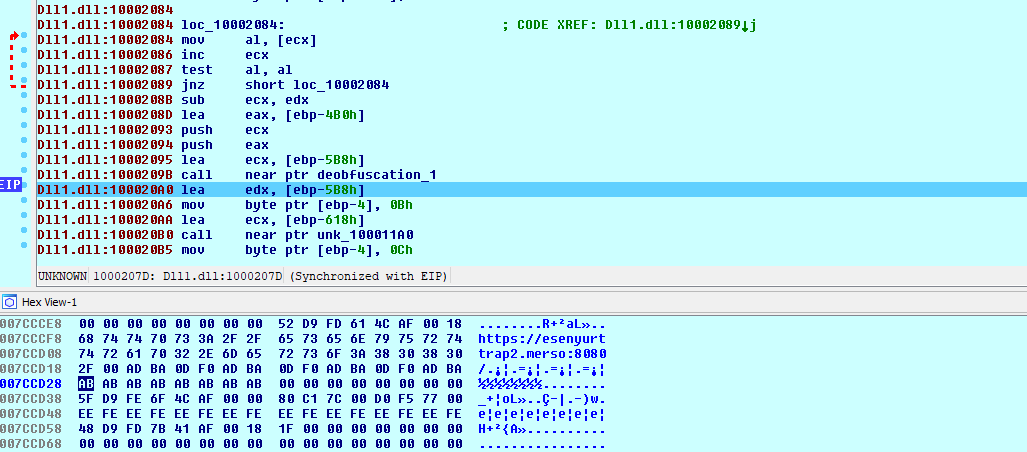 Dll1.dll:10002084
Dll1.dll:10002084 loc_10002084: ; CODE XREF: Dll1.dll:10002089↓j
Dll1.dll:10002084 mov al, [ecx]
Dll1.dll:10002086 inc ecx
Dll1.dll:10002087 test al, al
Dll1.dll:10002089 jnz short loc_10002084
Dll1.dll:1000208B sub ecx, edx
Dll1.dll:1000208D lea eax, [ebp-4B0h]
Dll1.dll:10002093 push ecx
Dll1.dll:10002094 push eax
Dll1.dll:10002095 lea ecx, [ebp-5B8h]
Dll1.dll:1000209B call near ptr deobfuscation_1
EIP Dll1.dll:100020A0 lea edx, [ebp-5B8h]
Dll1.dll:100020A6 mov byte ptr [ebp-4], 0Bh
Dll1.dll:100020AA lea ecx, [ebp-618h]
Dll1.dll:100020B0 call near ptr unk_100011A0
Dll1.dll:100020B5 mov byte ptr [ebp-4], 0Ch
UNKNOWN 1000207D: Dll1.dll:1000207D (Synchronized with EIP)
Hex View-1
007CCCE8 00 00 00 00 00 00 00 00 52 D9 FD 61 4C AF 00 18 ........R+²aL»..
007CCCF8 68 74 74 70 73 3A 2F 2F 65 73 65 6E 79 75 72 74 https://esenyurt
007CCD08 74 72 61 70 32 2E 6D 65 72 73 6F 3A 38 30 38 30 trap2.merso:8080
007CCD18 2F 00 AD BA 0D F0 AD BA 0D F0 AD BA 0D F0 AD BA /.¡¦.=¡¦.=¡¦.=¡¦
007CCD28 AB AB AB AB AB AB AB AB 00 00 00 00 00 00 00 00 ½½½½½½½½........
007CCD38 5F D9 FE 6F 4C AF 00 00 80 C1 7C 00 D0 F5 77 00 _+¦oL»..Ç-|.-)w.
007CCD48 EE FE EE FE EE FE EE FE EE FE EE FE EE FE EE FE e¦e¦e¦e¦e¦e¦e¦e¦
007CCD58 48 D9 FD 7B 41 AF 00 18 1F 00 00 00 00 00 00 00 H+²{A»..........
007CCD68 00 00 00 00 00 00 00 00 00 00 00 00 00 00 00 00 ................